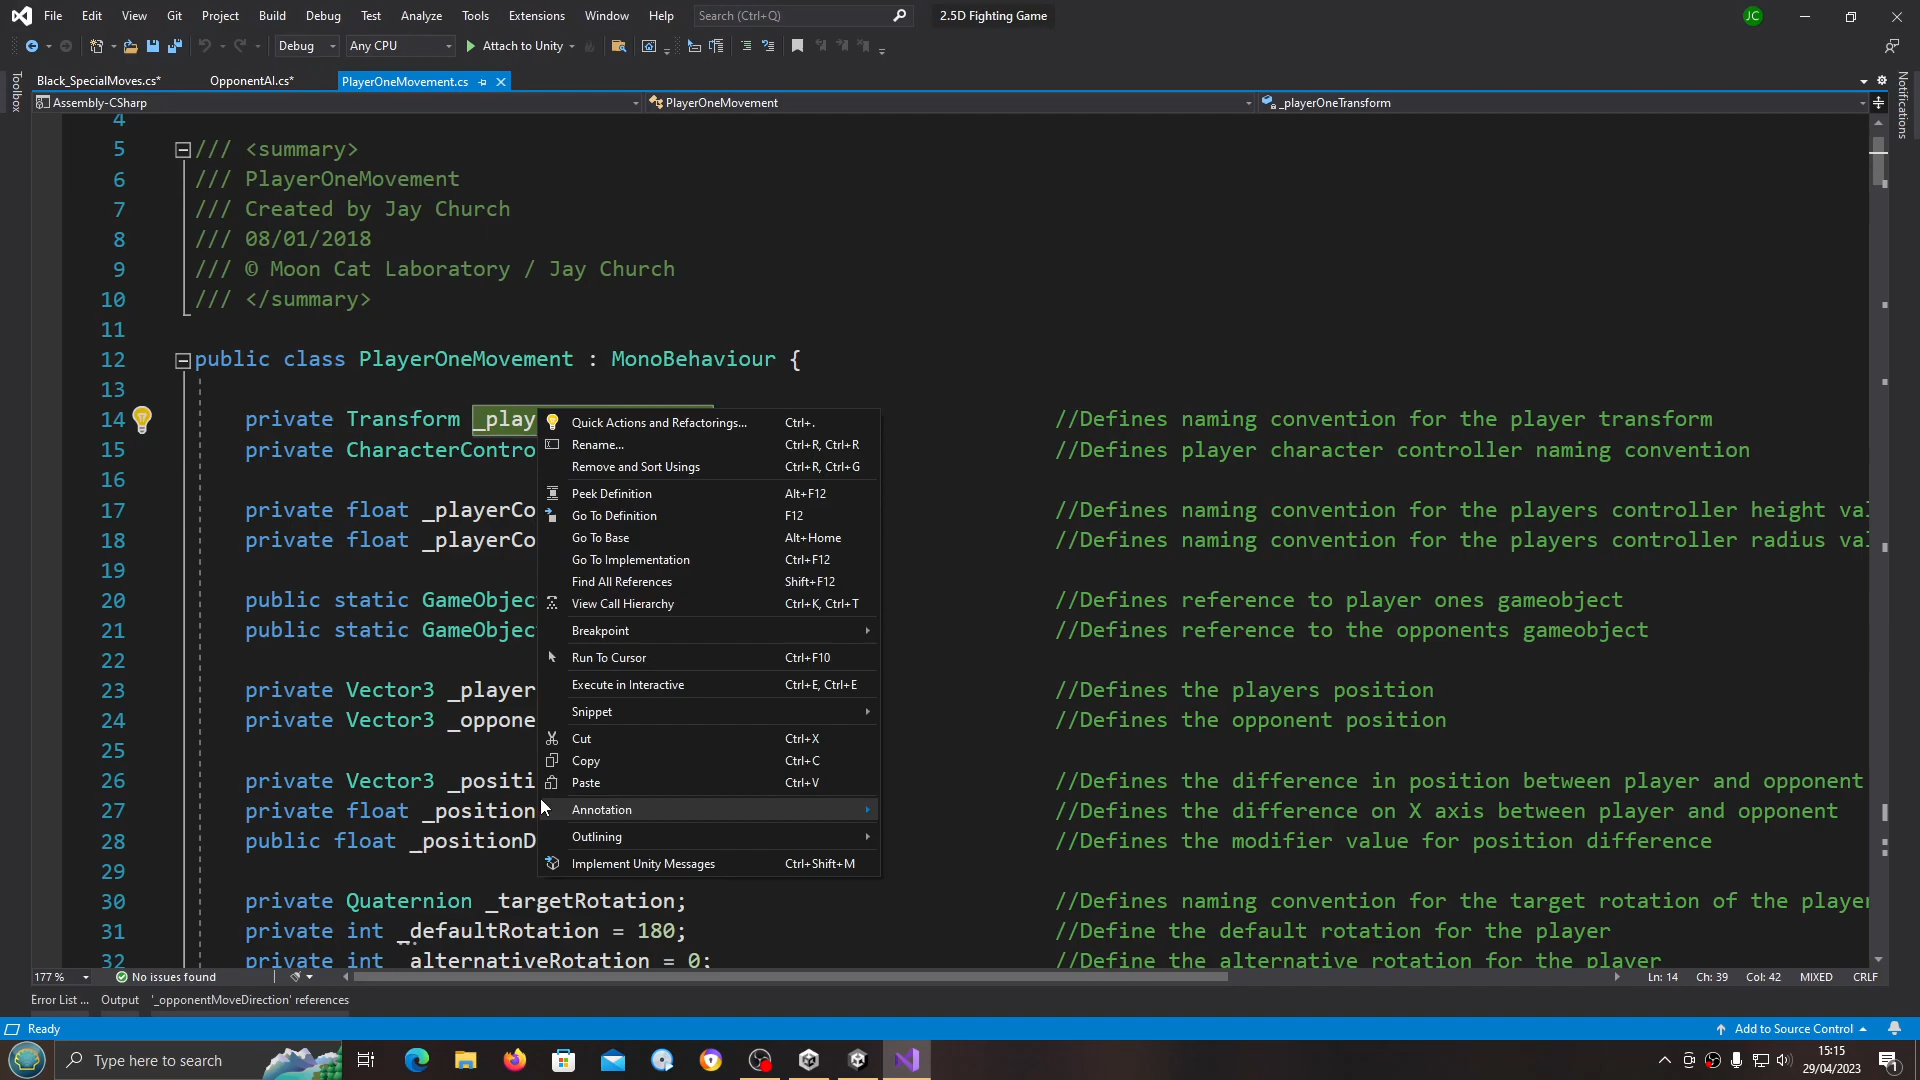 File Edit View Git Project Build Debug Test Analyze Tools Extensions Window Help Search (Ctrl+Q) 2.5D Fighting Game JC
Debug Any CPU Attach to Unity
Toolbox
Notifications
Black_SpecialMoves.cs* OpponentAI.cs* PlayerOneMovement.cs
Assembly-CSharp PlayerOneMovement _playerOneTransform
4
5 /// <summary>
6 /// PlayerOneMovement
7 /// Created by Jay Church
8 /// 08/01/2018
9 /// © Moon Cat Laboratory / Jay Church
10 /// </summary>
11
12 public class PlayerOneMovement : MonoBehaviour {
13
14 private Transform _play //Defines naming convention for the player transform
15 private CharacterContro //Defines player character controller naming convention
16
17 private float _playerCo //Defines naming convention for the players controller height val
18 private float _playerCo //Defines naming convention for the players controller radius val
19
20 public static GameObjec //Defines reference to player ones gameobject
21 public static GameObjec //Defines reference to the opponents gameobject
22
23 private Vector3 _player //Defines the players position
24 private Vector3 _oppone //Defines the opponent position
25
26 private Vector3 _positi //Defines the difference in position between player and opponent
27 private float _position //Defines the difference on X axis between player and opponent
28 public float _positionD //Defines the modifier value for position difference
29
30 private Quaternion _targetRotation; //Defines naming convention for the target rotation of the player
31 private int _defaultRotation = 180; //Define the default rotation for the player
32 private int _alternativeRotation = 0; //Define the alternative rotation for the player
Quick Actions and Refactorings... Ctrl+.
Rename... Ctrl+R, Ctrl+R
Remove and Sort Usings Ctrl+R, Ctrl+G
Peek Definition Alt+F12
Go To Definition F12
Go To Base Alt+Home
Go To Implementation Ctrl+F12
Find All References Shift+F12
View Call Hierarchy Ctrl+K, Ctrl+T
Breakpoint
Run To Cursor Ctrl+F10
Execute in Interactive Ctrl+E, Ctrl+E
Snippet
Cut Ctrl+X
Copy Ctrl+C
Paste Ctrl+V
Annotation
Outlining
Implement Unity Messages Ctrl+Shift+M
177 % No issues found Ln: 14 Ch: 39 Col: 42 MIXED CRLF
Error List ... Output '_opponentMoveDirection' references
Ready Add to Source Control
Type here to search 15:15
29/04/2023
1